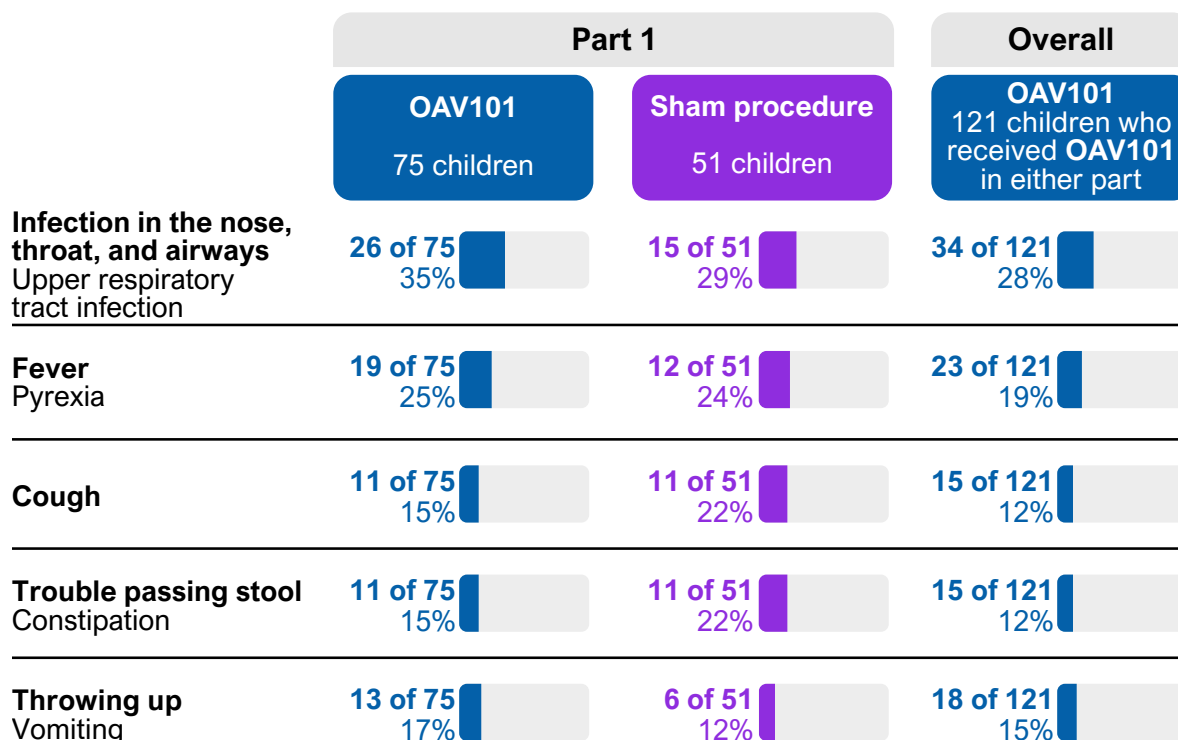 Part 1
Overall
OAV101
75 children
Sham procedure
51 children
OAV101
121 children who
received OAV101
in either part
Infection in the nose,
throat, and airways
Upper respiratory
tract infection
26 of 75
35%
15 of 51
29%
34 of 121
28%
Fever
Pyrexia
19 of 75
25%
12 of 51
24%
23 of 121
19%
Cough
11 of 75
15%
11 of 51
22%
15 of 121
12%
Trouble passing stool
Constipation
11 of 75
15%
11 of 51
22%
15 of 121
12%
Throwing up
Vomiting
13 of 75
17%
6 of 51
12%
18 of 121
15%